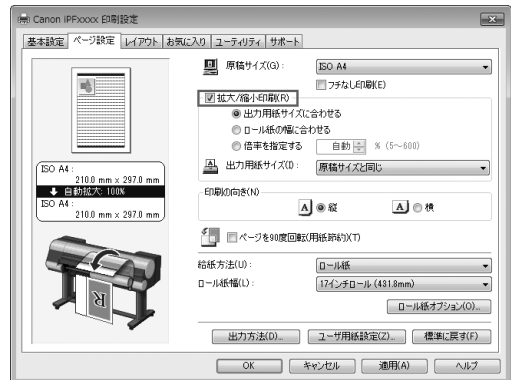 Canon iPFxxxx 印刷設定
基本設定 ページ設定 レイアウト お気に入り ユーティリティ サポート
原稿サイズ(G)： ISO A4
フチなし印刷(E)
拡大/縮小印刷(R)
出力用紙サイズに合わせる
ロール紙の幅に合わせる
倍率を指定する 自動 % (5～600)
A 出力用紙サイズ(I)： 原稿サイズと同じ
ISO A4：
210.0 mm x 297.0 mm
自動拡大：100%
ISO A4：
210.0 mm x 297.0 mm
印刷の向き(N)
A 縦 A 横
ページを90度回転(用紙節約)(T)
給紙方法(U)： ロール紙
ロール紙幅(L)： 17インチロール (431.8mm)
ロール紙オプション(O)...
出力方法(D)... ユーザ用紙設定(Z)... 標準に戻す(F)
OK キャンセル 適用(A) ヘルプ